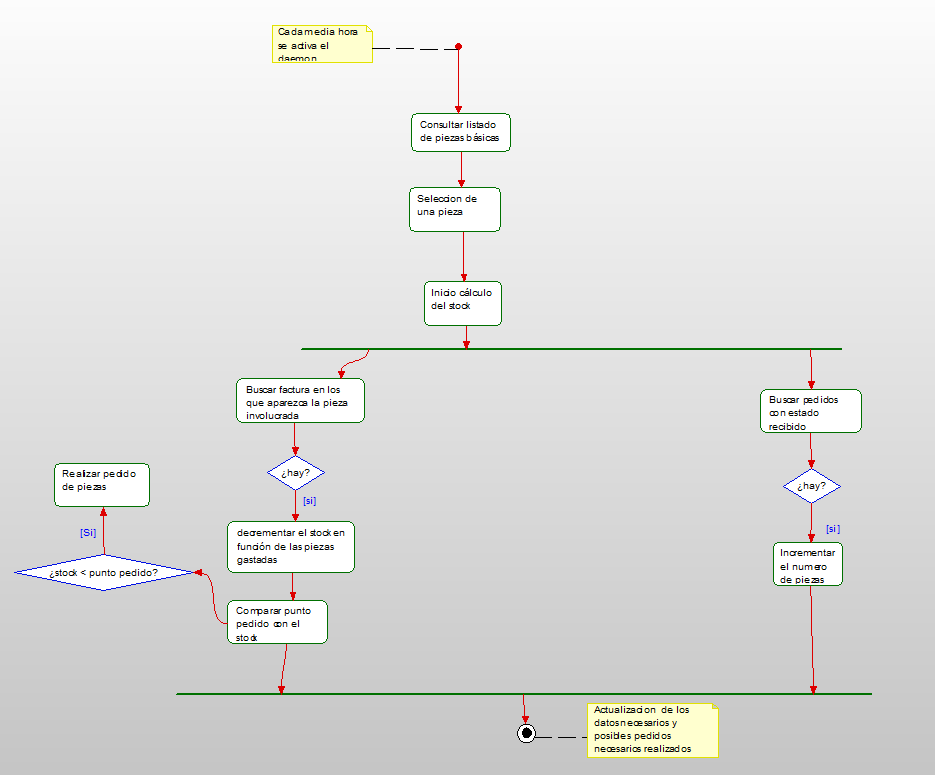 Cada media hora
se activa el
daemon
Consultar listado
de piezas básicas
Seleccion de
una pieza
Inicio cálculo
del stock
Buscar factura en los
que aparezca la pieza
involucrada
¿hay?
[si]
decrementar el stock en
función de las piezas
gastadas
Comparar punto
pedido con el
stock
¿stock < punto pedido?
[Si]
Realizar pedido
de piezas
Buscar pedidos
con estado
recibido
¿hay?
[si]
Incrementar
el numero
de piezas
Actualizacion de los
datos necesarios y
posibles pedidos
necesarios realizados